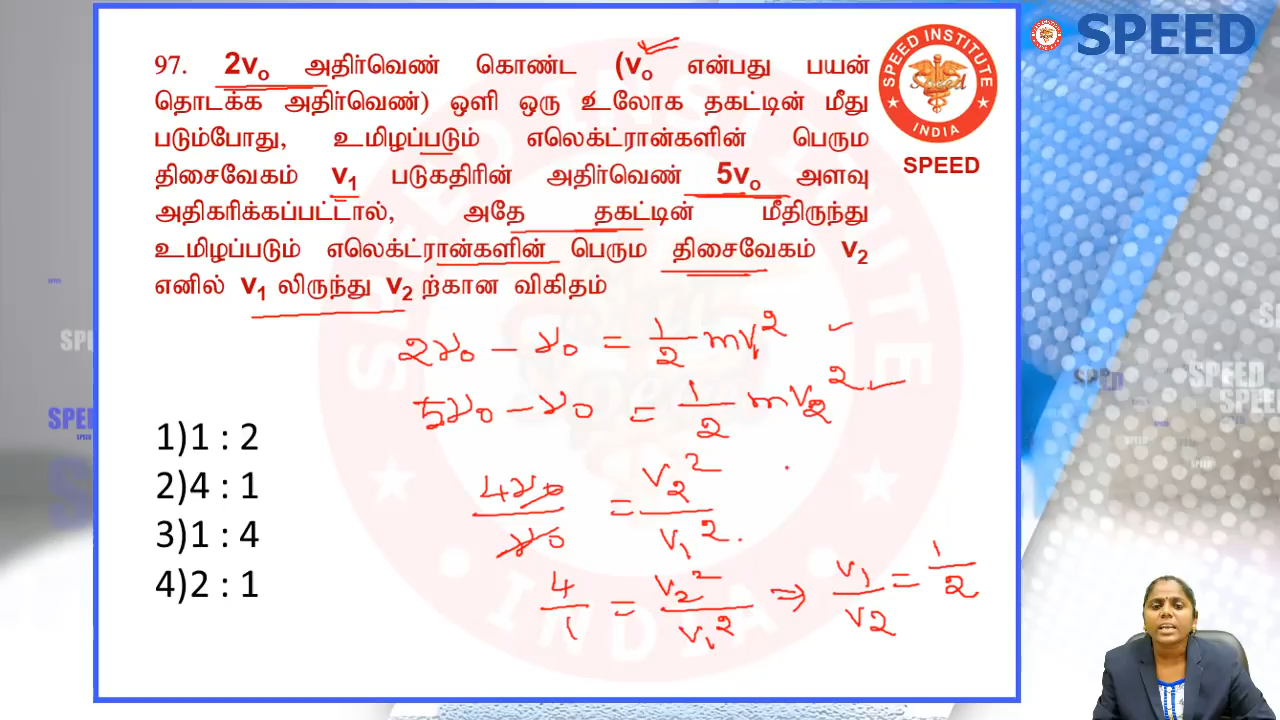 SPEED
97. 2vₒ அதிர்வெண் கொண்ட (vₒ என்பது பயன்
தொடக்க அதிர்வெண்) ஒளி ஒரு உலோக தகட்டின் மீது
படும்போது, உமிழப்படும் எலெக்ட்ரான்களின் பெரும
திசைவேகம் v₁ படுகதிரின் அதிர்வெண் 5vₒ அளவு
அதிகரிக்கப்பட்டால், அதே தகட்டின் மீதிருந்து
உமிழப்படும் எலெக்ட்ரான்களின் பெரும திசைவேகம் v₂
எனில் v₁ லிருந்து v₂ ற்கான விகிதம்
SPEED INSTITUTE
Speed
INDIA
SPEED
2ν₀ – ν₀ = 1/2 mv₁²
5ν₀ – ν₀ = 1/2 mv₂²
4ν₀/ν₀ = v₂²/v₁².
4/1 = v₂²/v₁² ⇒ v₁/v₂ = 1/2
1)1 : 2
2)4 : 1
3)1 : 4
4)2 : 1